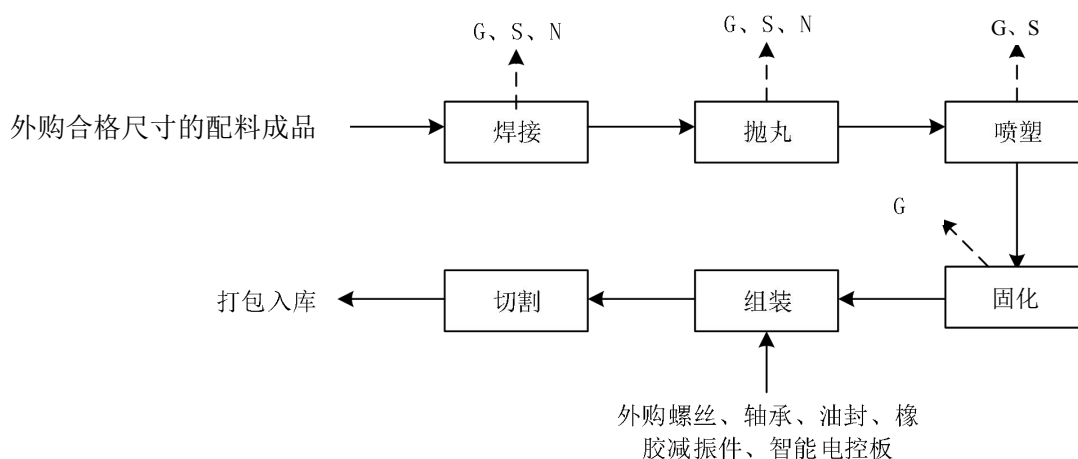 G、S、N
G、S、N
G、S
外购合格尺寸的配料成品
焊接
抛丸
喷塑
G
打包入库
切割
组装
固化
外购螺丝、轴承、油封、橡
胶减振件、智能电控板